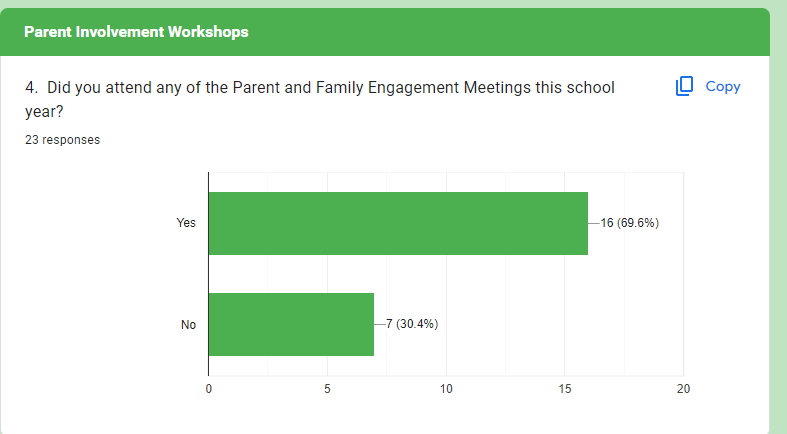 Parent Involvement Workshops
4. Did you attend any of the Parent and Family Engagement Meetings this school
year?
Copy
23 responses
Yes
16 (69.6%)
No
7 (30.4%)
0 5 10 15 20